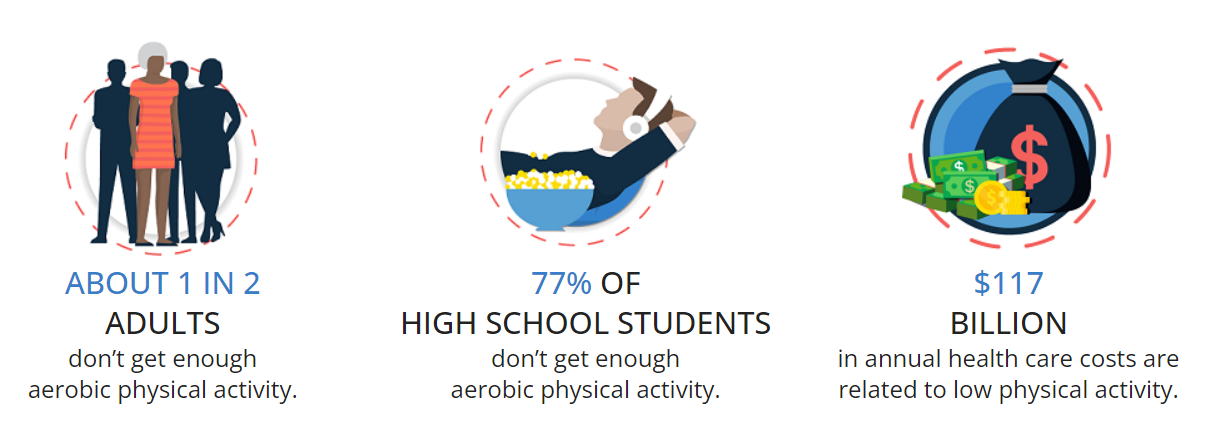 ABOUT 1 IN 2
ADULTS
don’t get enough
aerobic physical activity.
77% OF
HIGH SCHOOL STUDENTS
don’t get enough
aerobic physical activity.
$
$
$
$
$117
BILLION
in annual health care costs are
related to low physical activity.